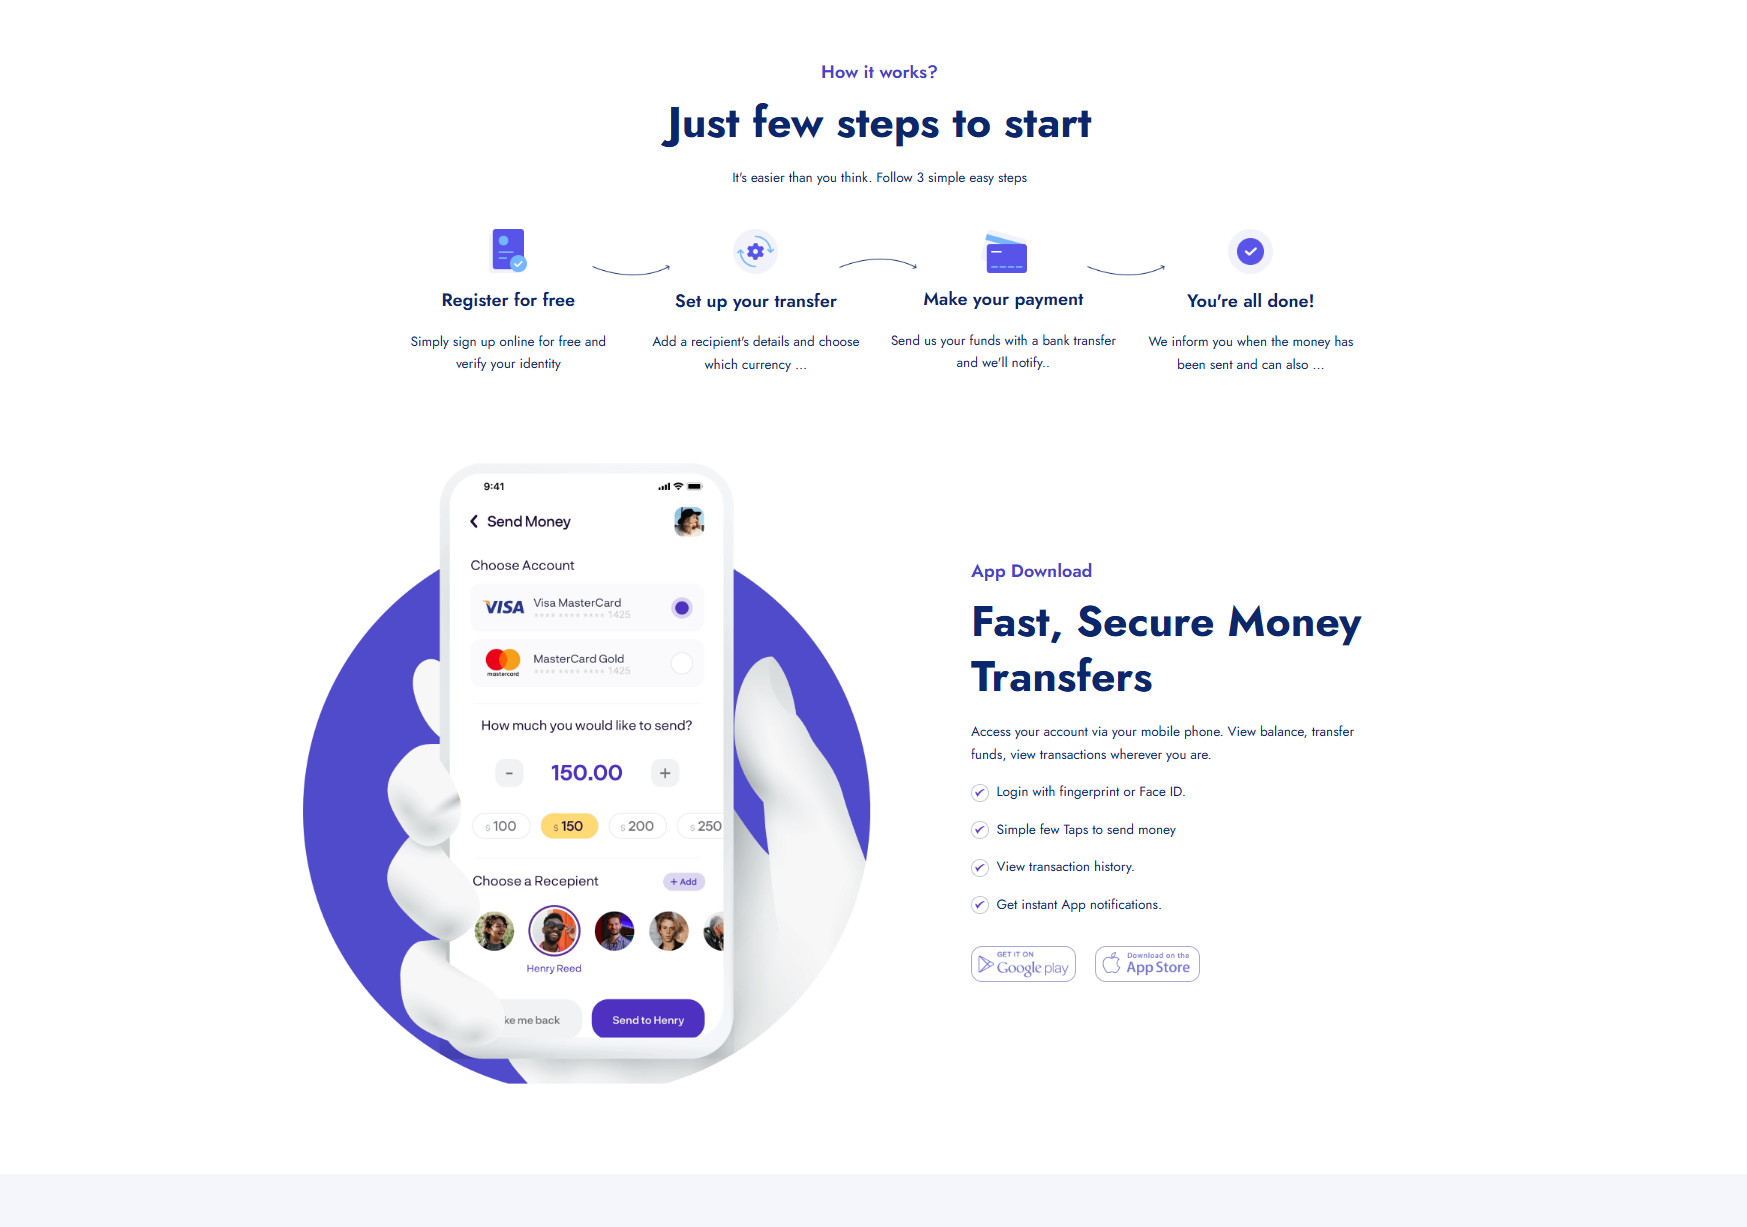 How it works?
Just few steps to start
It's easier than you think. Follow 3 simple easy steps
Register for free
Simply sign up online for free and
verify your identity
Set up your transfer
Add a recipient's details and choose
which currency ...
Make your payment
Send us your funds with a bank transfer
and we'll notify..
You're all done!
We inform you when the money has
been sent and can also ...
9:41
Send Money
Choose Account
VISA
Visa MasterCard
**** **** **** 1425
mastercard
MasterCard Gold
**** **** **** 1425
How much you would like to send?
- 150.00 +
$ 100 $ 150 $ 200 $ 250
Choose a Recepient
+ Add
Henry Reed
ke me back
Send to Henry
App Download
Fast, Secure Money
Transfers
Access your account via your mobile phone. View balance, transfer
funds, view transactions wherever you are.
Login with fingerprint or Face ID.
Simple few Taps to send money
View transaction history.
Get instant App notifications.
GET IT ON
Google play
Download on the
App Store